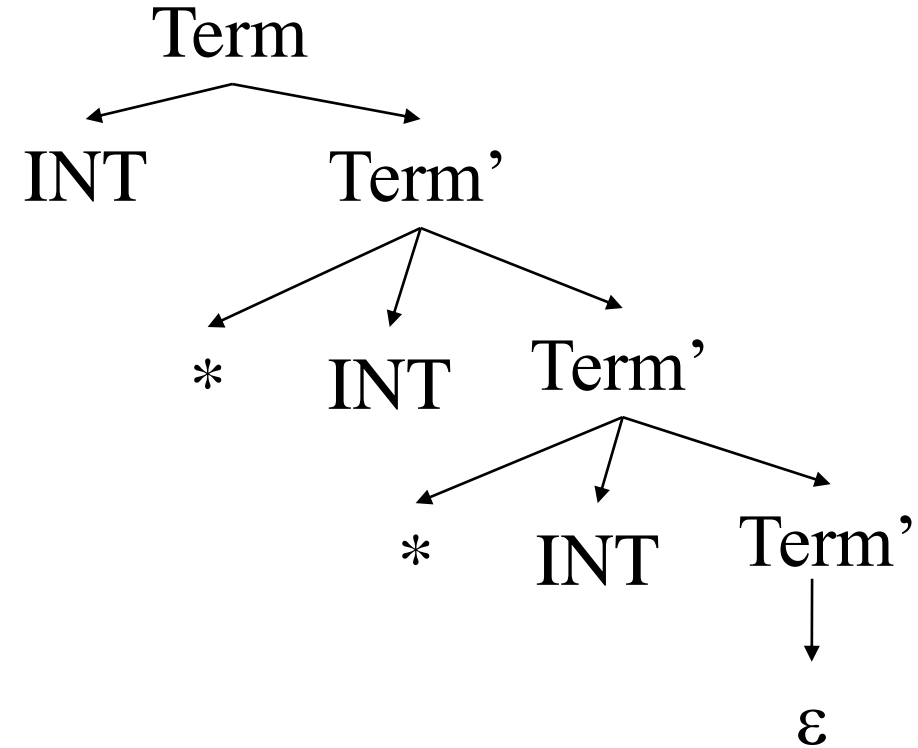 Term
INT Term’
* INT Term’
* INT Term’
ε